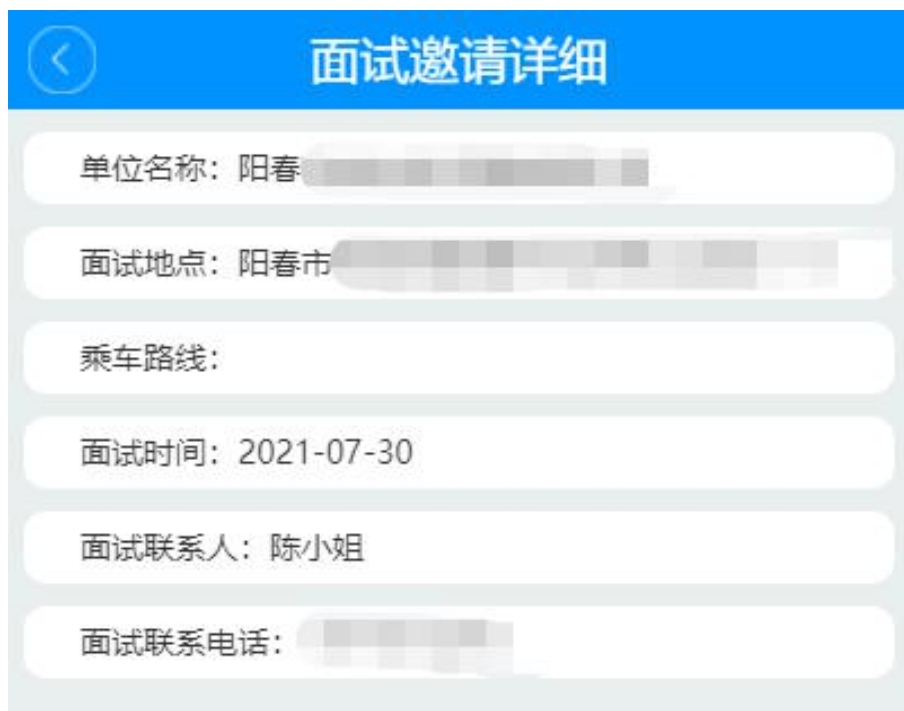 面试邀请详细
单位名称：阳春
面试地点：阳春市
乘车路线：
面试时间：2021-07-30
面试联系人：陈小姐
面试联系电话：